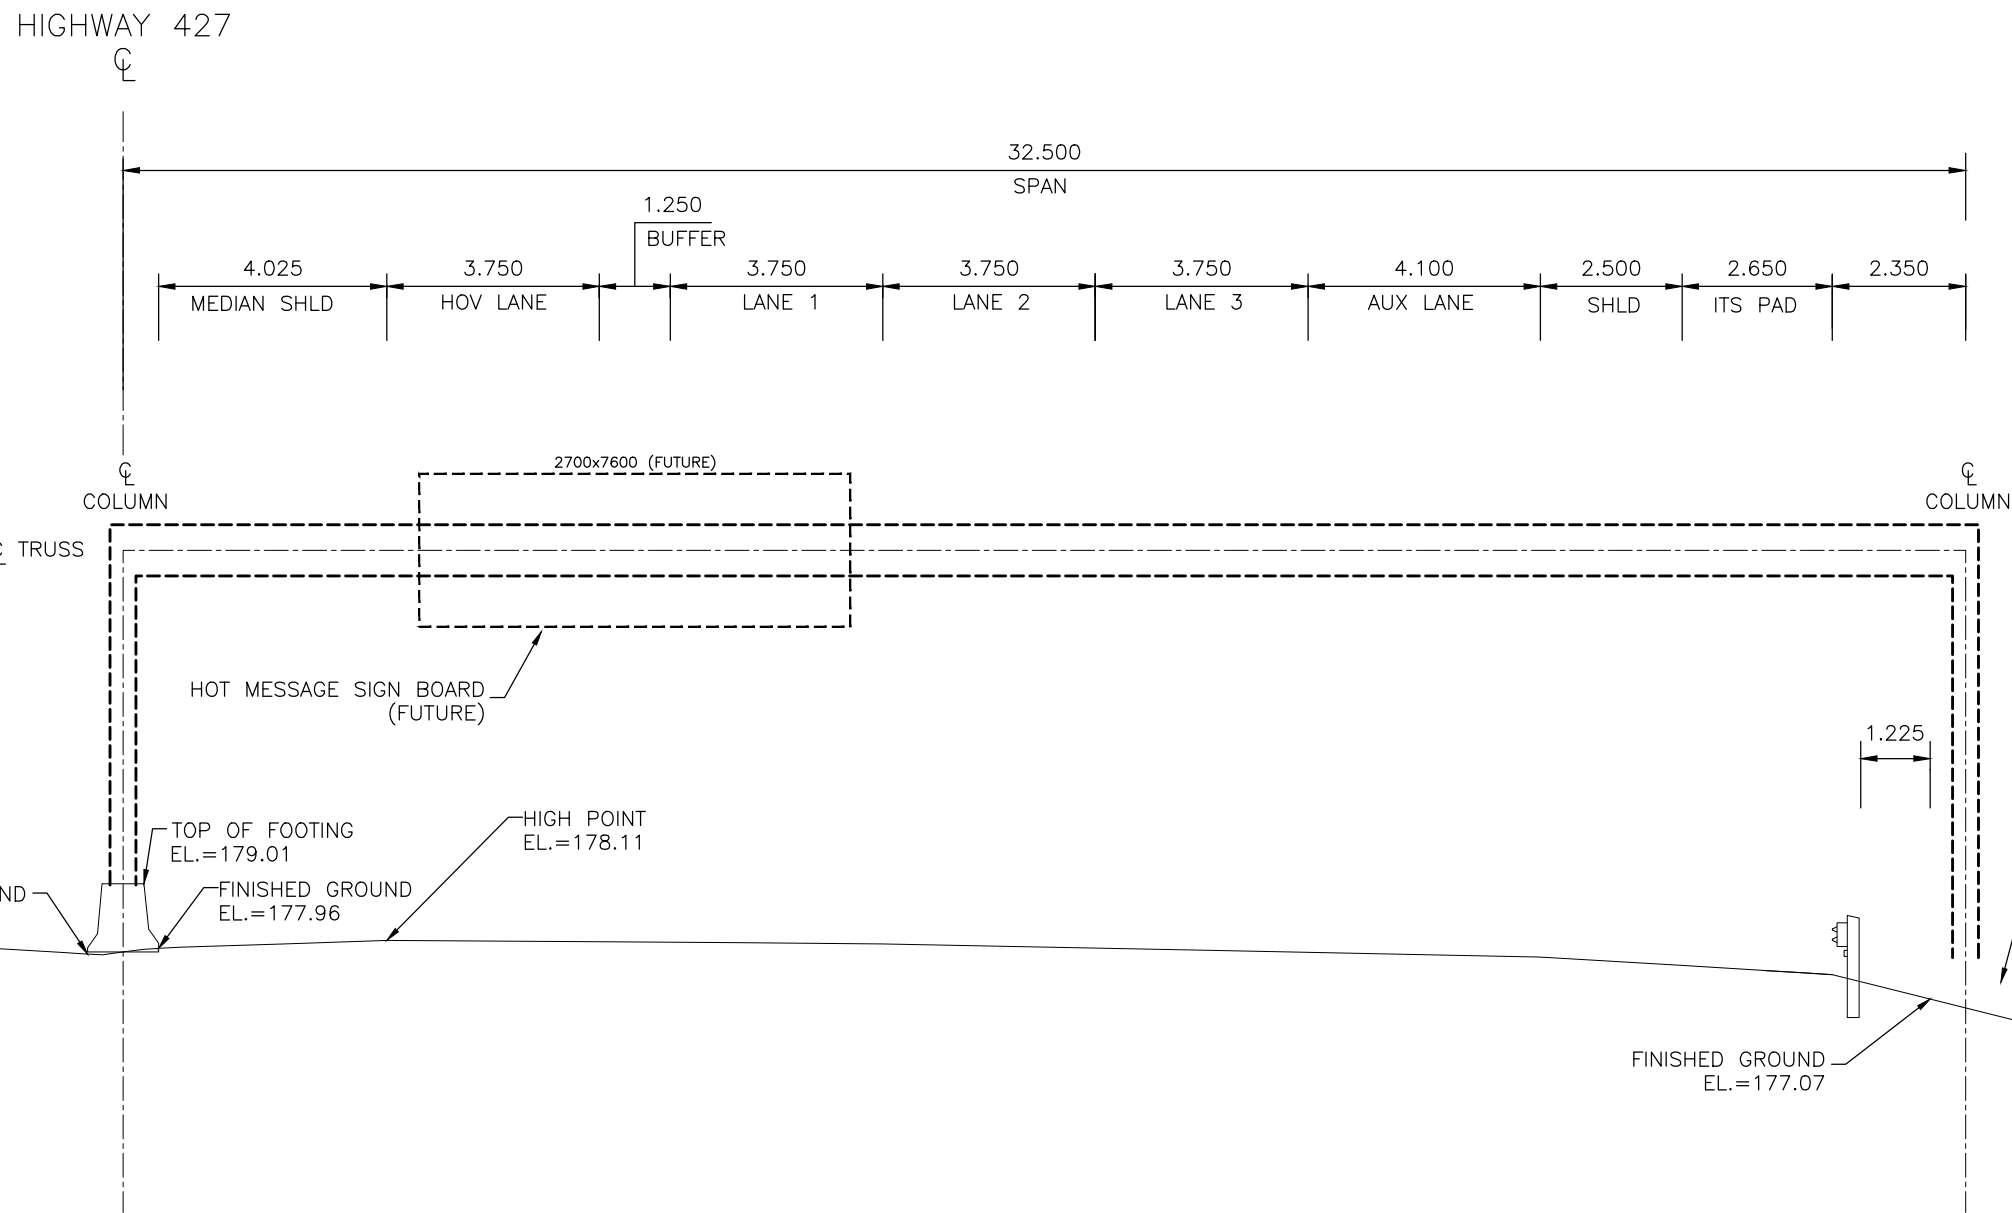 HIGHWAY 427
℄
32.500
SPAN
1.250
BUFFER
4.025
MEDIAN SHLD
3.750
HOV LANE
3.750
LANE 1
3.750
LANE 2
3.750
LANE 3
4.100
AUX LANE
2.500
SHLD
2.650
ITS PAD
2.350
2700x7600 (FUTURE)
℄
COLUMN
℄
COLUMN
TRUSS
HOT MESSAGE SIGN BOARD
(FUTURE)
1.225
TOP OF FOOTING
EL.=179.01
HIGH POINT
EL.=178.11
ND
FINISHED GROUND
EL.=177.96
FINISHED GROUND
EL.=177.07